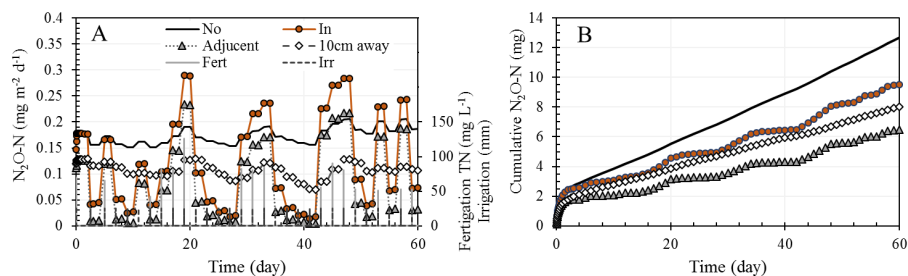 A
No
In
Adjucent
10cm away
Fert
Irr
N₂O-N (mg m⁻² d⁻¹)
0.4
0.35
0.3
0.25
0.2
0.15
0.1
0.05
0
150
100
50
0
Fertigation TN (mg L⁻¹)
Irrigation (mm)
0 20 40 60
Time (day)
B
Cumulative N₂O-N (mg)
14
12
10
8
6
4
2
0
0 20 40 60
Time (day)